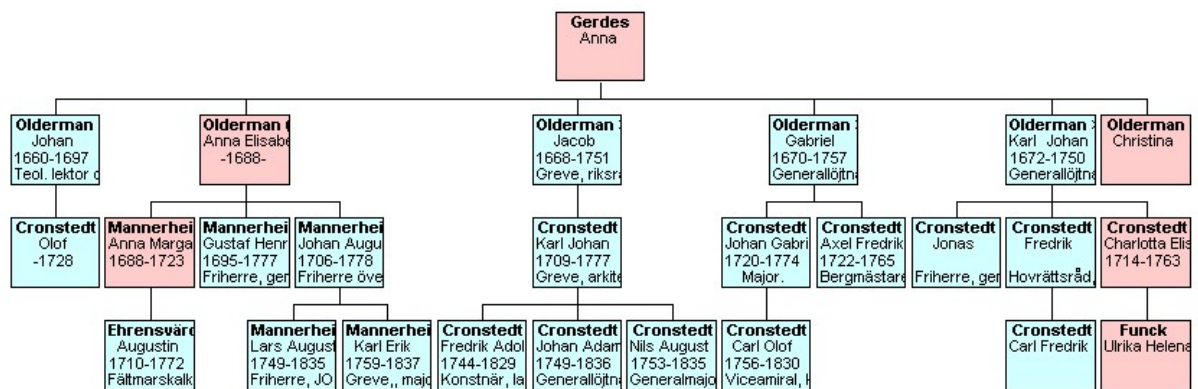 Gerdes
Anna
Olderman
Johan
1660-1697
Teol. lektor
Olderman
Anna Elisabe
-1688-
Olderman
Jacob
1668-1751
Greve, riksr
Olderman
Gabriel
1670-1757
Generallöjtn
Olderman
Karl Johan
1672-1750
Generallöjtn
Olderman
Christina
Cronstedt
Olof
-1728
Mannerhei
Anna Marga
1688-1723
Mannerhei
Gustaf Henr
1695-1777
Friherre, ger
Mannerhei
Johan Augu
1706-1778
Friherre öve
Cronstedt
Karl Johan
1709-1777
Greve, arkite
Cronstedt
Johan Gabri
1720-1774
Major.
Cronstedt
Axel Fredrik
1722-1765
Bergmästare
Cronstedt
Jonas
Friherre, ger
Cronstedt
Fredrik
Hovrättsråd,
Cronstedt
Charlotta Elis
1714-1763
Ehrensvärd
Augustin
1710-1772
Fältmarskalk
Mannerhei
Lars August
1749-1835
Friherre, JO
Mannerhei
Karl Erik
1759-1837
Greve,, majo
Cronstedt
Fredrik Adol
1744-1829
Konstnär, la
Cronstedt
Johan Adam
1749-1836
Generallöjtn
Cronstedt
Nils August
1753-1835
Generalmajo
Cronstedt
Carl Olof
1756-1830
Viceamiral,
Cronstedt
Carl Fredrik
Funck
Ulrika Helena